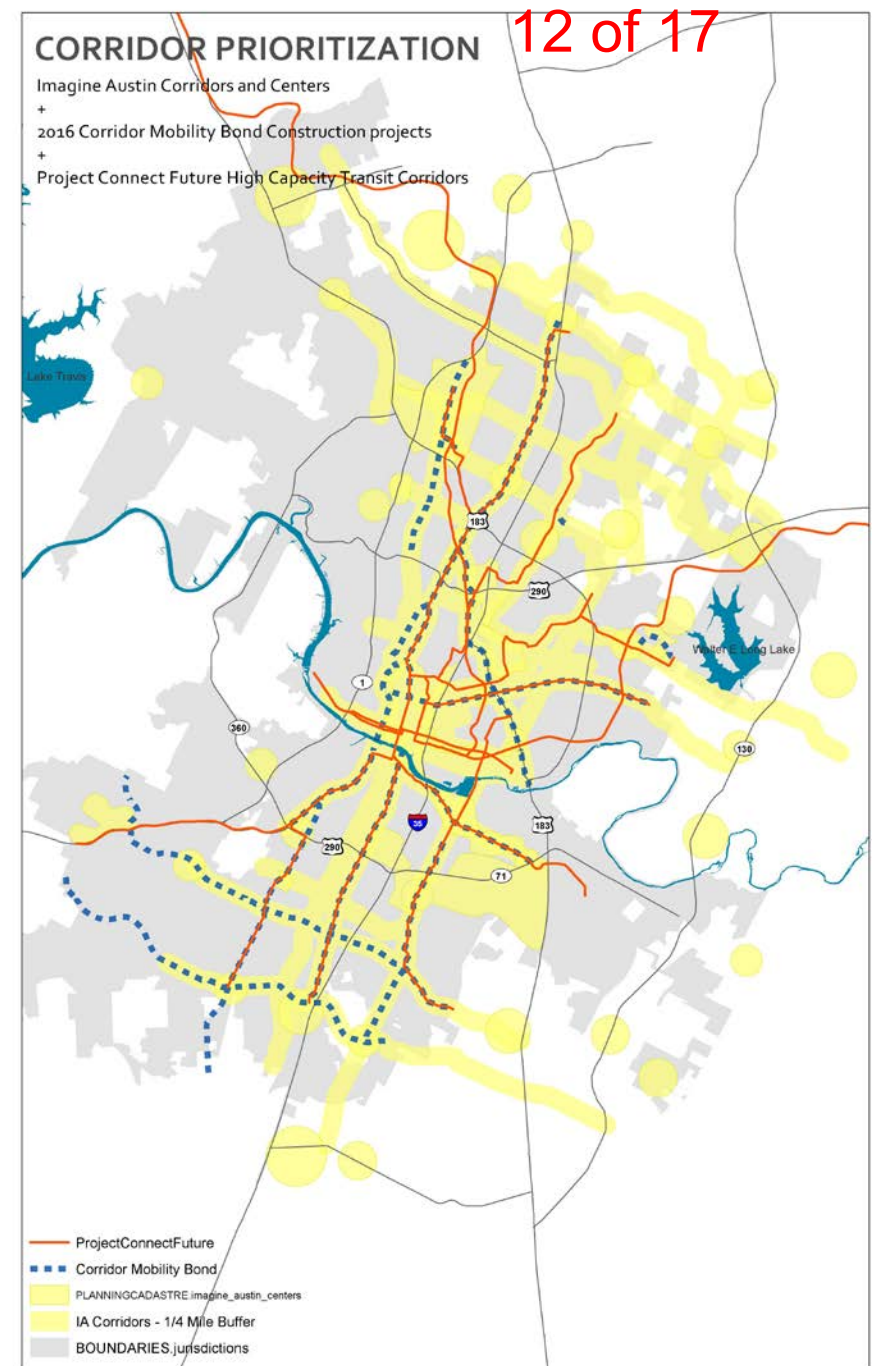 12 of 17
CORRIDOR PRIORITIZATION
Imagine Austin Corridors and Centers
+
2016 Corridor Mobility Bond Construction projects
+
Project Connect Future High Capacity Transit Corridors
Lake Travis
183
290
Walter E Long Lake
1
360
130
35
183
290
71
ProjectConnectFuture
Corridor Mobility Bond
PLANNINGCADASTRE.imagine_austin_centers
IA Corridors - 1/4 Mile Buffer
BOUNDARIES.jurisdictions